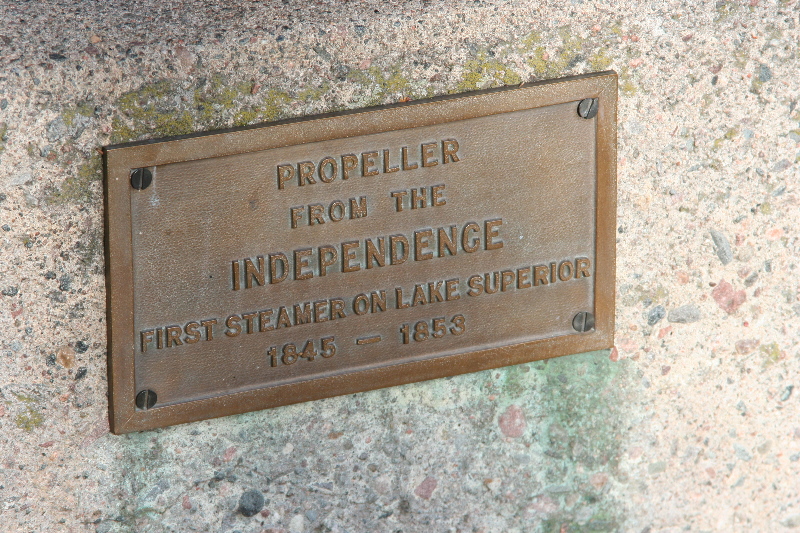 PROPELLER
FROM THE
INDEPENDENCE
FIRST STEAMER ON LAKE SUPERIOR
1845 – 1853